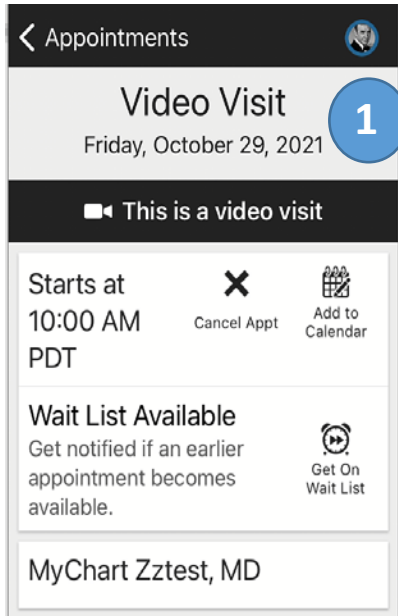 Appointments
Video Visit
Friday, October 29, 2021
1
This is a video visit
Starts at
10:00 AM
PDT
Cancel Appt
Add to
Calendar
Wait List Available
Get notified if an earlier
appointment becomes
available.
Get On
Wait List
MyChart Zztest, MD